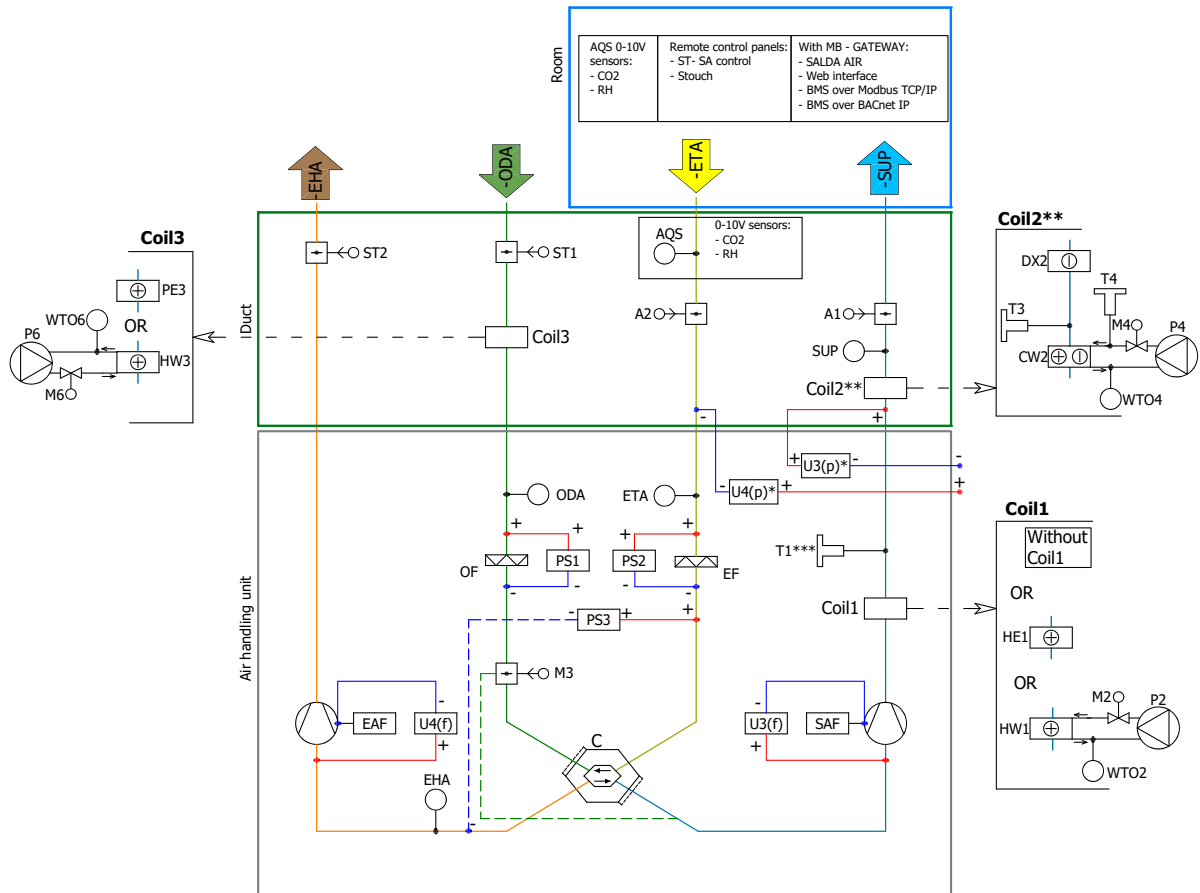 Room
AQS 0-10V
sensors:
- CO2
- RH
Remote control panels:
- ST- SA control
- Stouch
With MB - GATEWAY:
- SALDA AIR
- Web interface
- BMS over Modbus TCP/IP
- BMS over BACnet IP
-EHA
-ODA
-ETA
-SUP
Duct
ST2
ST1
AQS
0-10V sensors:
- CO2
- RH
A2
A1
Coil3
SUP
Coil2**
Coil3
PE3
OR
WTO6
P6
HW3
M6
Coil2**
DX2
T4
T3
M4
P4
CW2
WTO4
-
+
+
U3(p)*
-
-
U4(p)*
+
-
+
Air handling unit
ODA
ETA
+
+
+
+
OF
PS1
PS2
EF
-
-
-
-
T1***
Coil1
-
PS3
+
+
M3
EAF
-
U4(f)
+
-
U3(f)
+
SAF
C
EHA
-
Coil1
Without
Coil1
OR
HE1
OR
M2
P2
HW1
WTO2